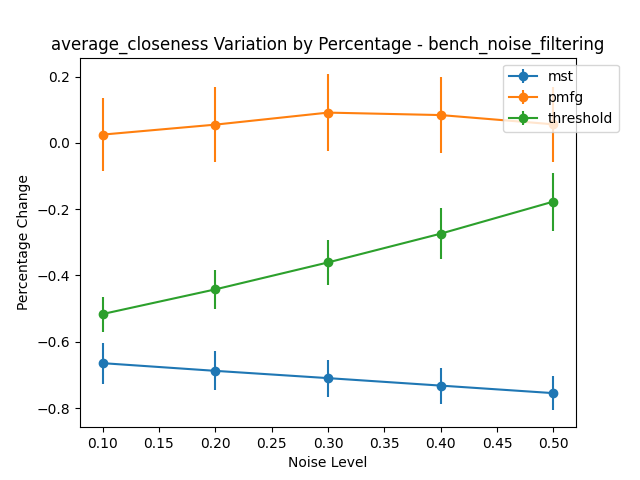 average_closeness Variation by Percentage - bench_noise_filtering
mst
pmfg
threshold
Percentage Change
0.2
0.0
−0.2
−0.4
−0.6
−0.8
0.10 0.15 0.20 0.25 0.30 0.35 0.40 0.45 0.50
Noise Level